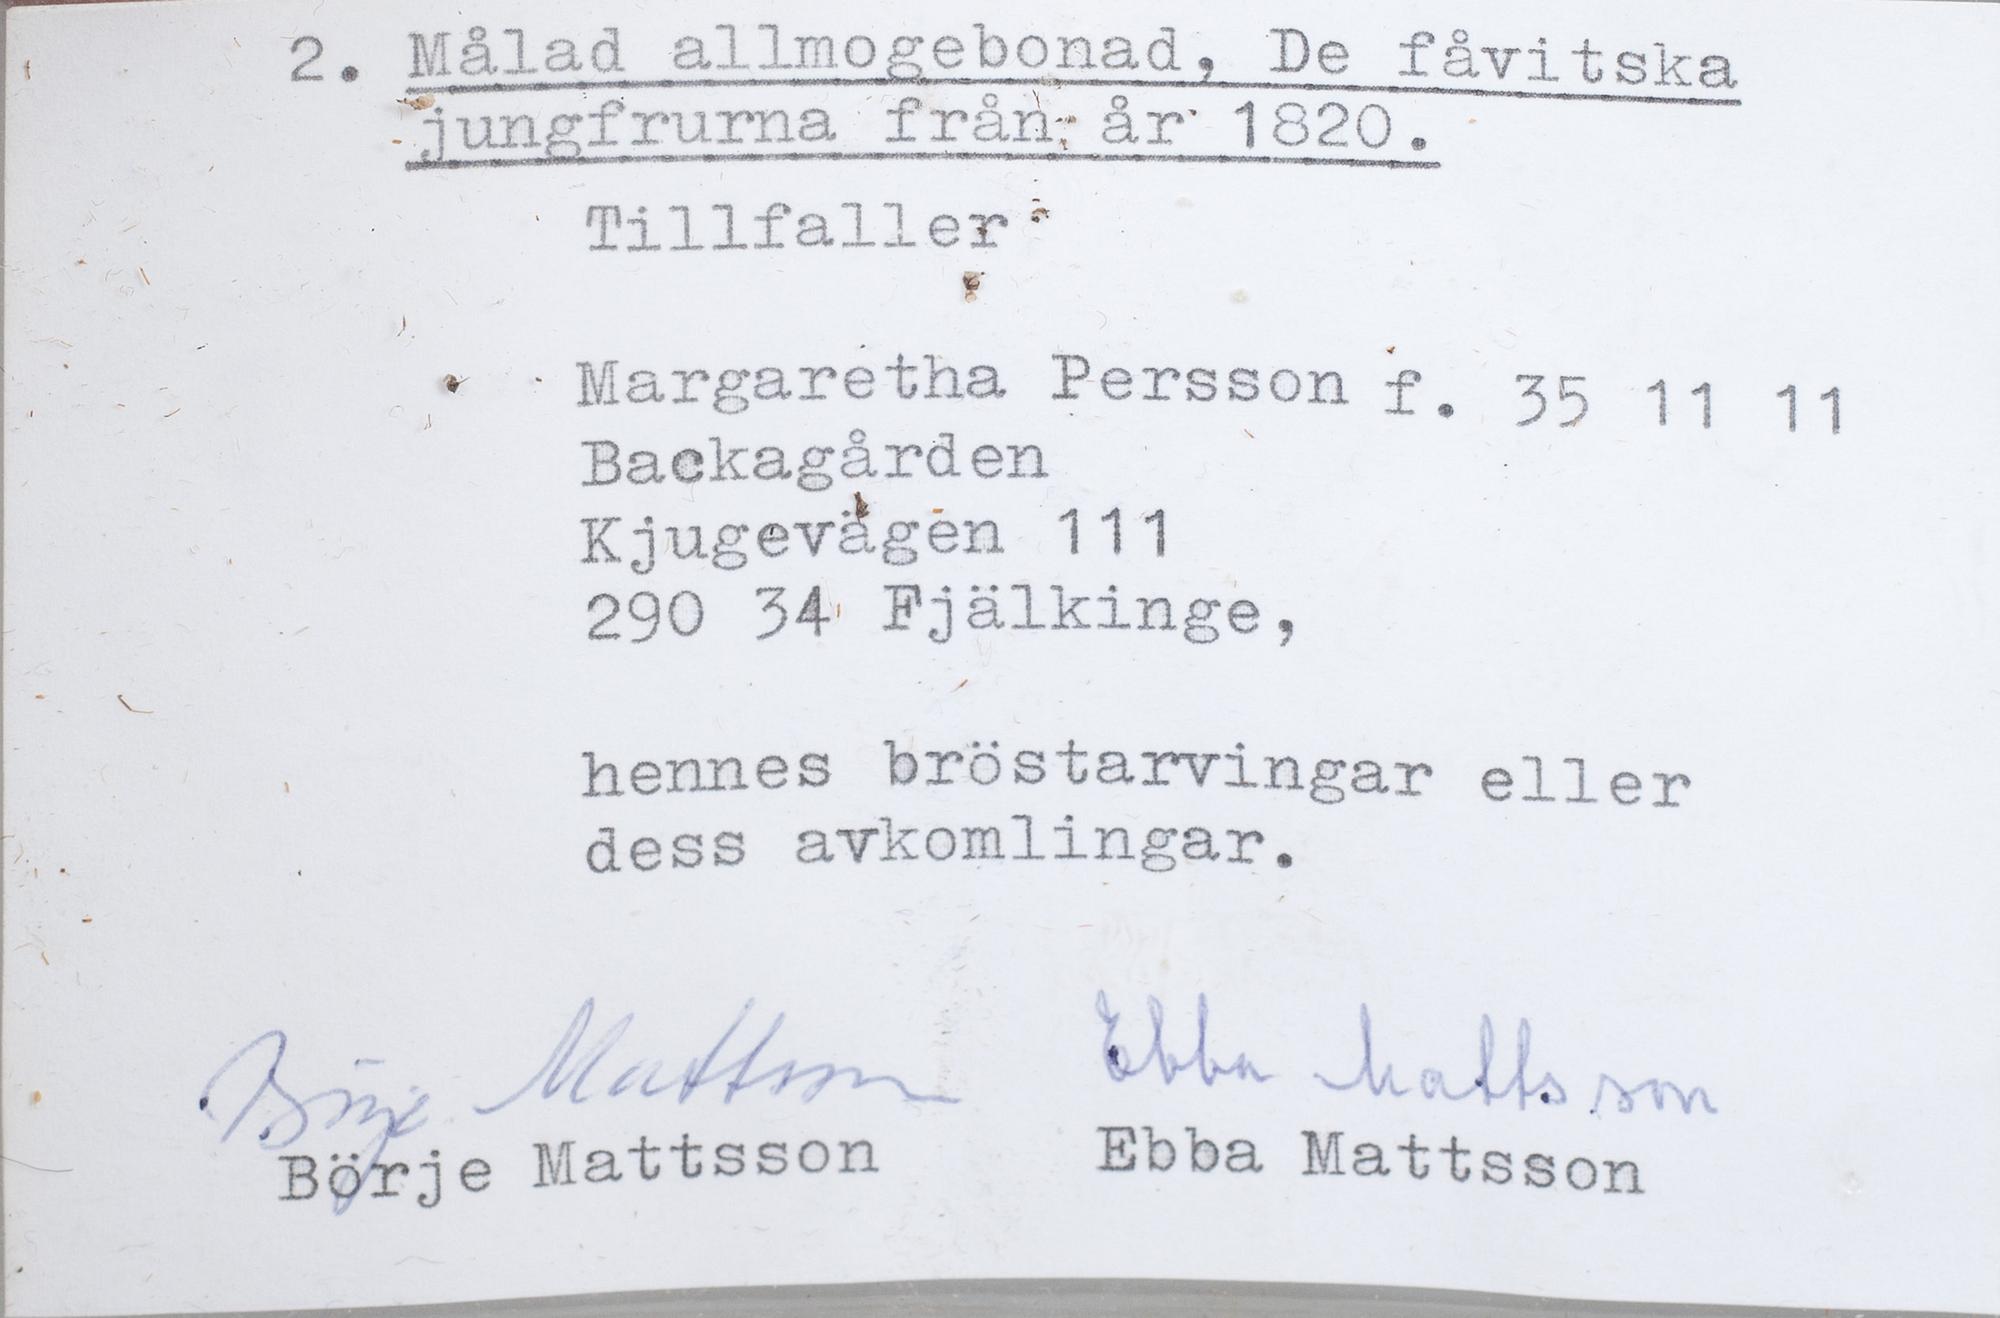 2. Målad allmogebonad, De fåvitska
jungfrurna från år 1820.
Tillfaller
Margaretha Persson f. 35 11 11
Backagården
Kjugevägen 111
290 34 Fjälkinge,
hennes bröstarvingar eller
dess avkomlingar.
Börje Mattsson Ebba Mattsson
Börje Mattsson Ebba Mattsson